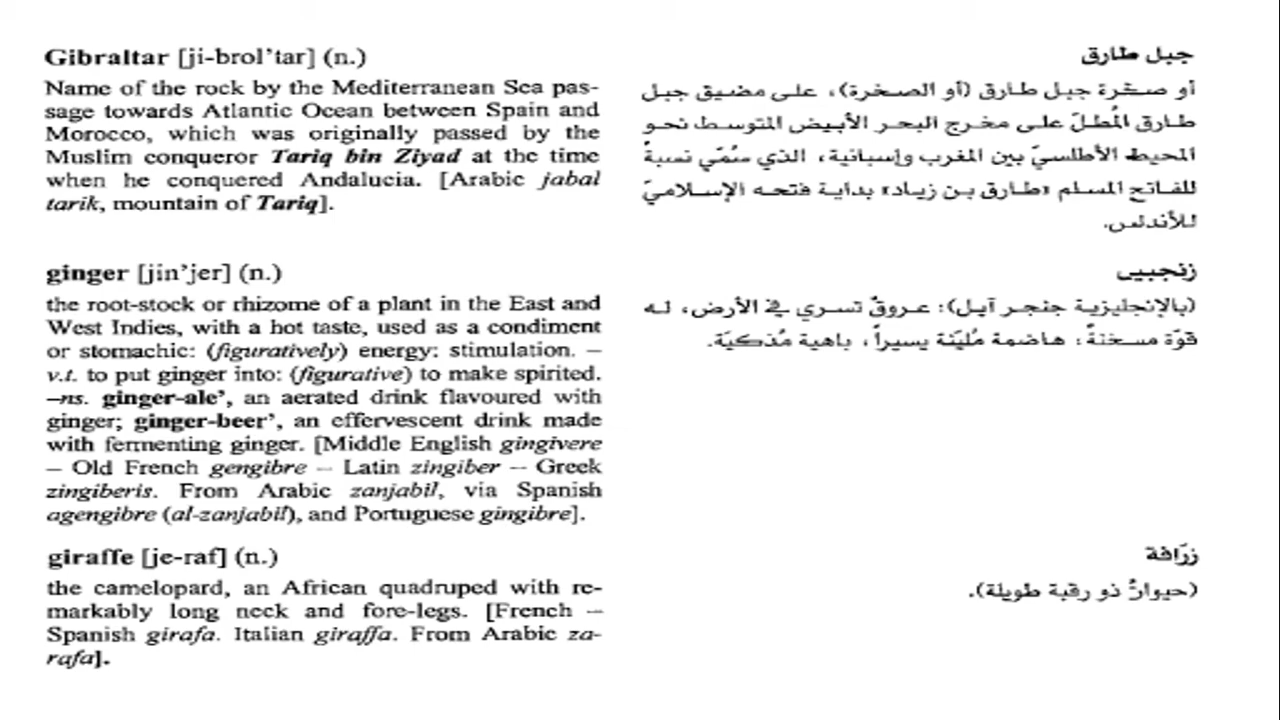 Gibraltar [ji-brol'tar] (n.)
Name of the rock by the Mediterranean Sea pas-
sage towards Atlantic Ocean between Spain and
Morocco, which was originally passed by the
Muslim conqueror Tariq bin Ziyad at the time
when he conquered Andalucia. [Arabic jabal
tarik, mountain of Tariq].
جبل طارق
أو صخرة جبل طارق (أو الصخرة)، على مضيق جبل
طارق المُطلّ على مخرج البحر الأبيض المتوسط نحو
المحيط الأطلسيّ بين المغرب وإسبانية، الذي سُمّي نسبةً
للفاتح المسلم «طارق بن زياد» بداية فتحه الإسلاميّ
للأندلس.
ginger [jin'jer] (n.)
the root-stock or rhizome of a plant in the East and
West Indies, with a hot taste, used as a condiment
or stomachic: (figuratively) energy: stimulation. –
v.t. to put ginger into: (figurative) to make spirited.
–ns. ginger-ale', an aerated drink flavoured with
ginger; ginger-beer', an effervescent drink made
with fermenting ginger. [Middle English gingivere
– Old French gengibre – Latin zingiber – Greek
zingiberis. From Arabic zanjabil, via Spanish
agengibre (al-zanjabil), and Portuguese gingibre].
زنجبيى
(بالإنجليزية جنجر آيل): عروقٌ تسري في الأرض، له
قوّة مسخنةٌ: هاضمة مُليّنة يسيراً، باهية مُذكيّة.
giraffe [je-raf] (n.)
the camelopard, an African quadruped with re-
markably long neck and fore-legs. [French –
Spanish girafa. Italian giraffa. From Arabic za-
rafa].
زرَافة
(حيوانٌ ذو رقبة طويلة).